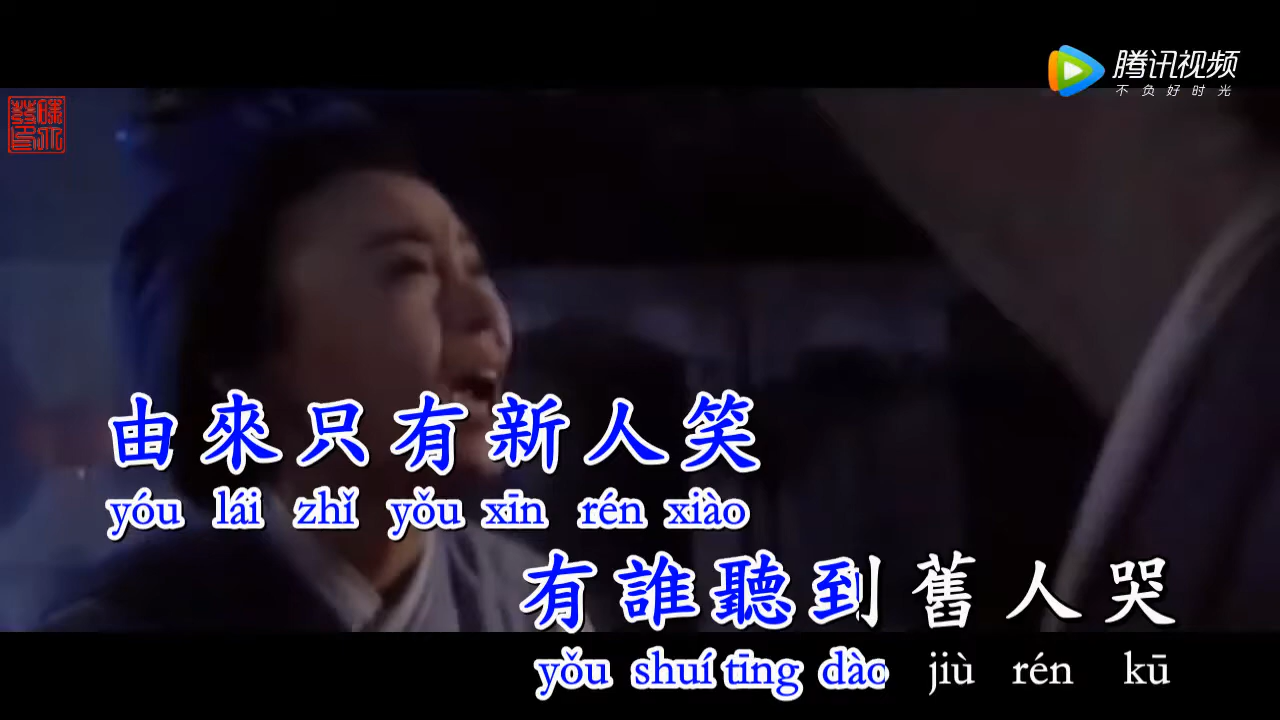 腾讯视频
不负好时光
由來只有新人笑
yóu lái zhǐ yǒu xīn rén xiào
有誰聽到舊人哭
yǒu shuí tīng dào jiù rén kū